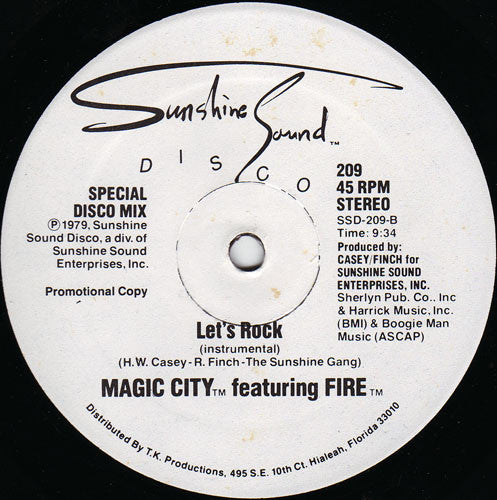 Sunshine Sound™
DISCO
SPECIAL
DISCO MIX
Ⓟ1979, Sunshine
Sound Disco, a div. of
Sunshine Sound
Enterprises, Inc.
Promotional Copy
209
45 RPM
STEREO
SSD-209-B
Time: 9:34
Produced by:
CASEY/FINCH for
SUNSHINE SOUND
ENTERPRISES, INC.
Sherlyn Pub. Co., Inc
& Harrick Music, Inc.
(BMI) & Boogie Man
Music (ASCAP)
Let's Rock
(instrumental)
(H.W. Casey-R. Finch-The Sunshine Gang)
MAGIC CITY™ featuring FIRE™
Distributed By T.K. Productions, 495 S.E. 10th Ct. Hialeah, Florida 33010